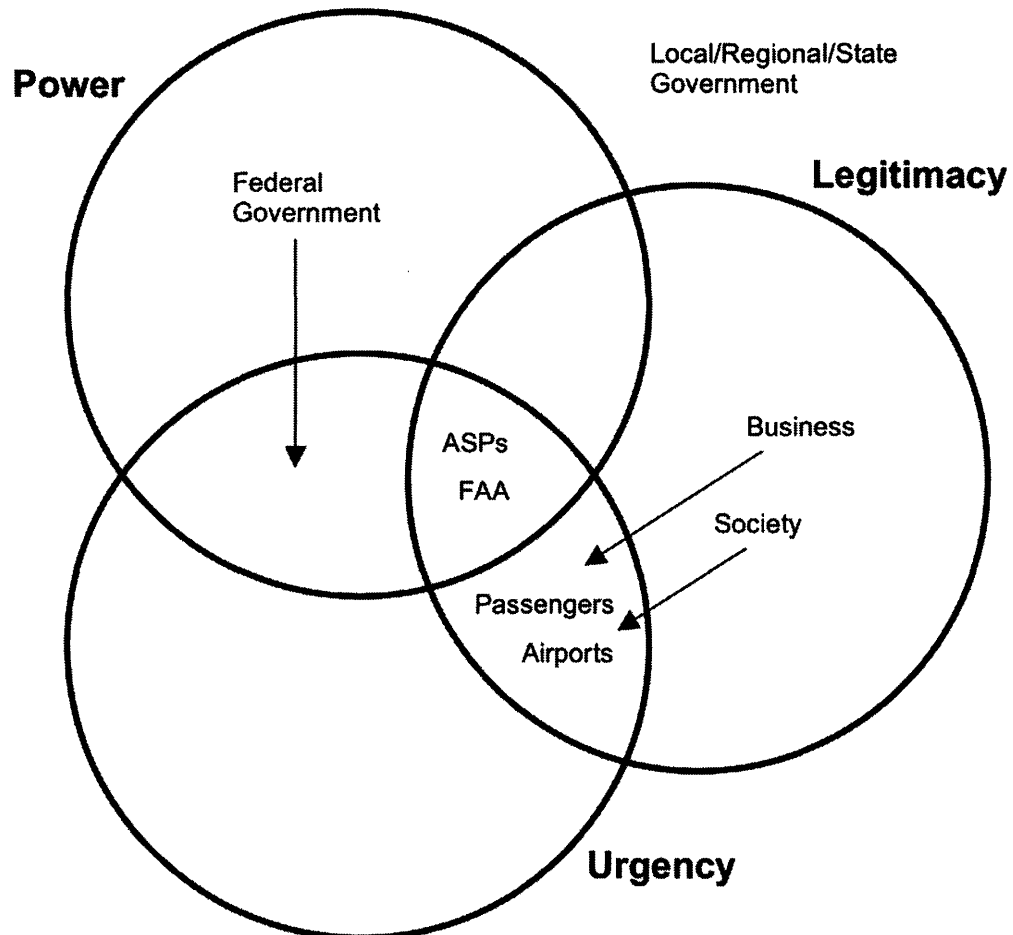 Power
Local/Regional/State
Government
Legitimacy
Federal
Government
ASPs
FAA
Business
Society
Passengers
Airports
Urgency